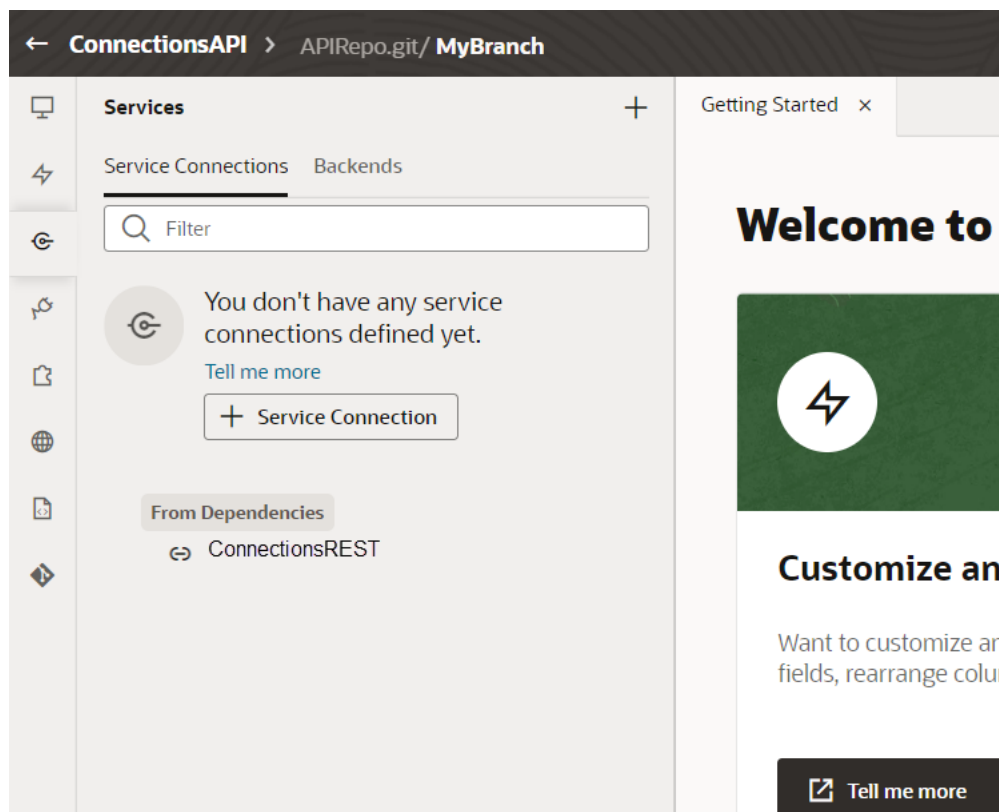 ConnectionsAPI > APIRepo.git/ MyBranch
Services
Getting Started
Service Connections Backends
Filter
Welcome to
You don't have any service
connections defined yet.
Tell me more
Service Connection
From Dependencies
ConnectionsREST
Customize an
Want to customize
fields, rearrange
Tell me more